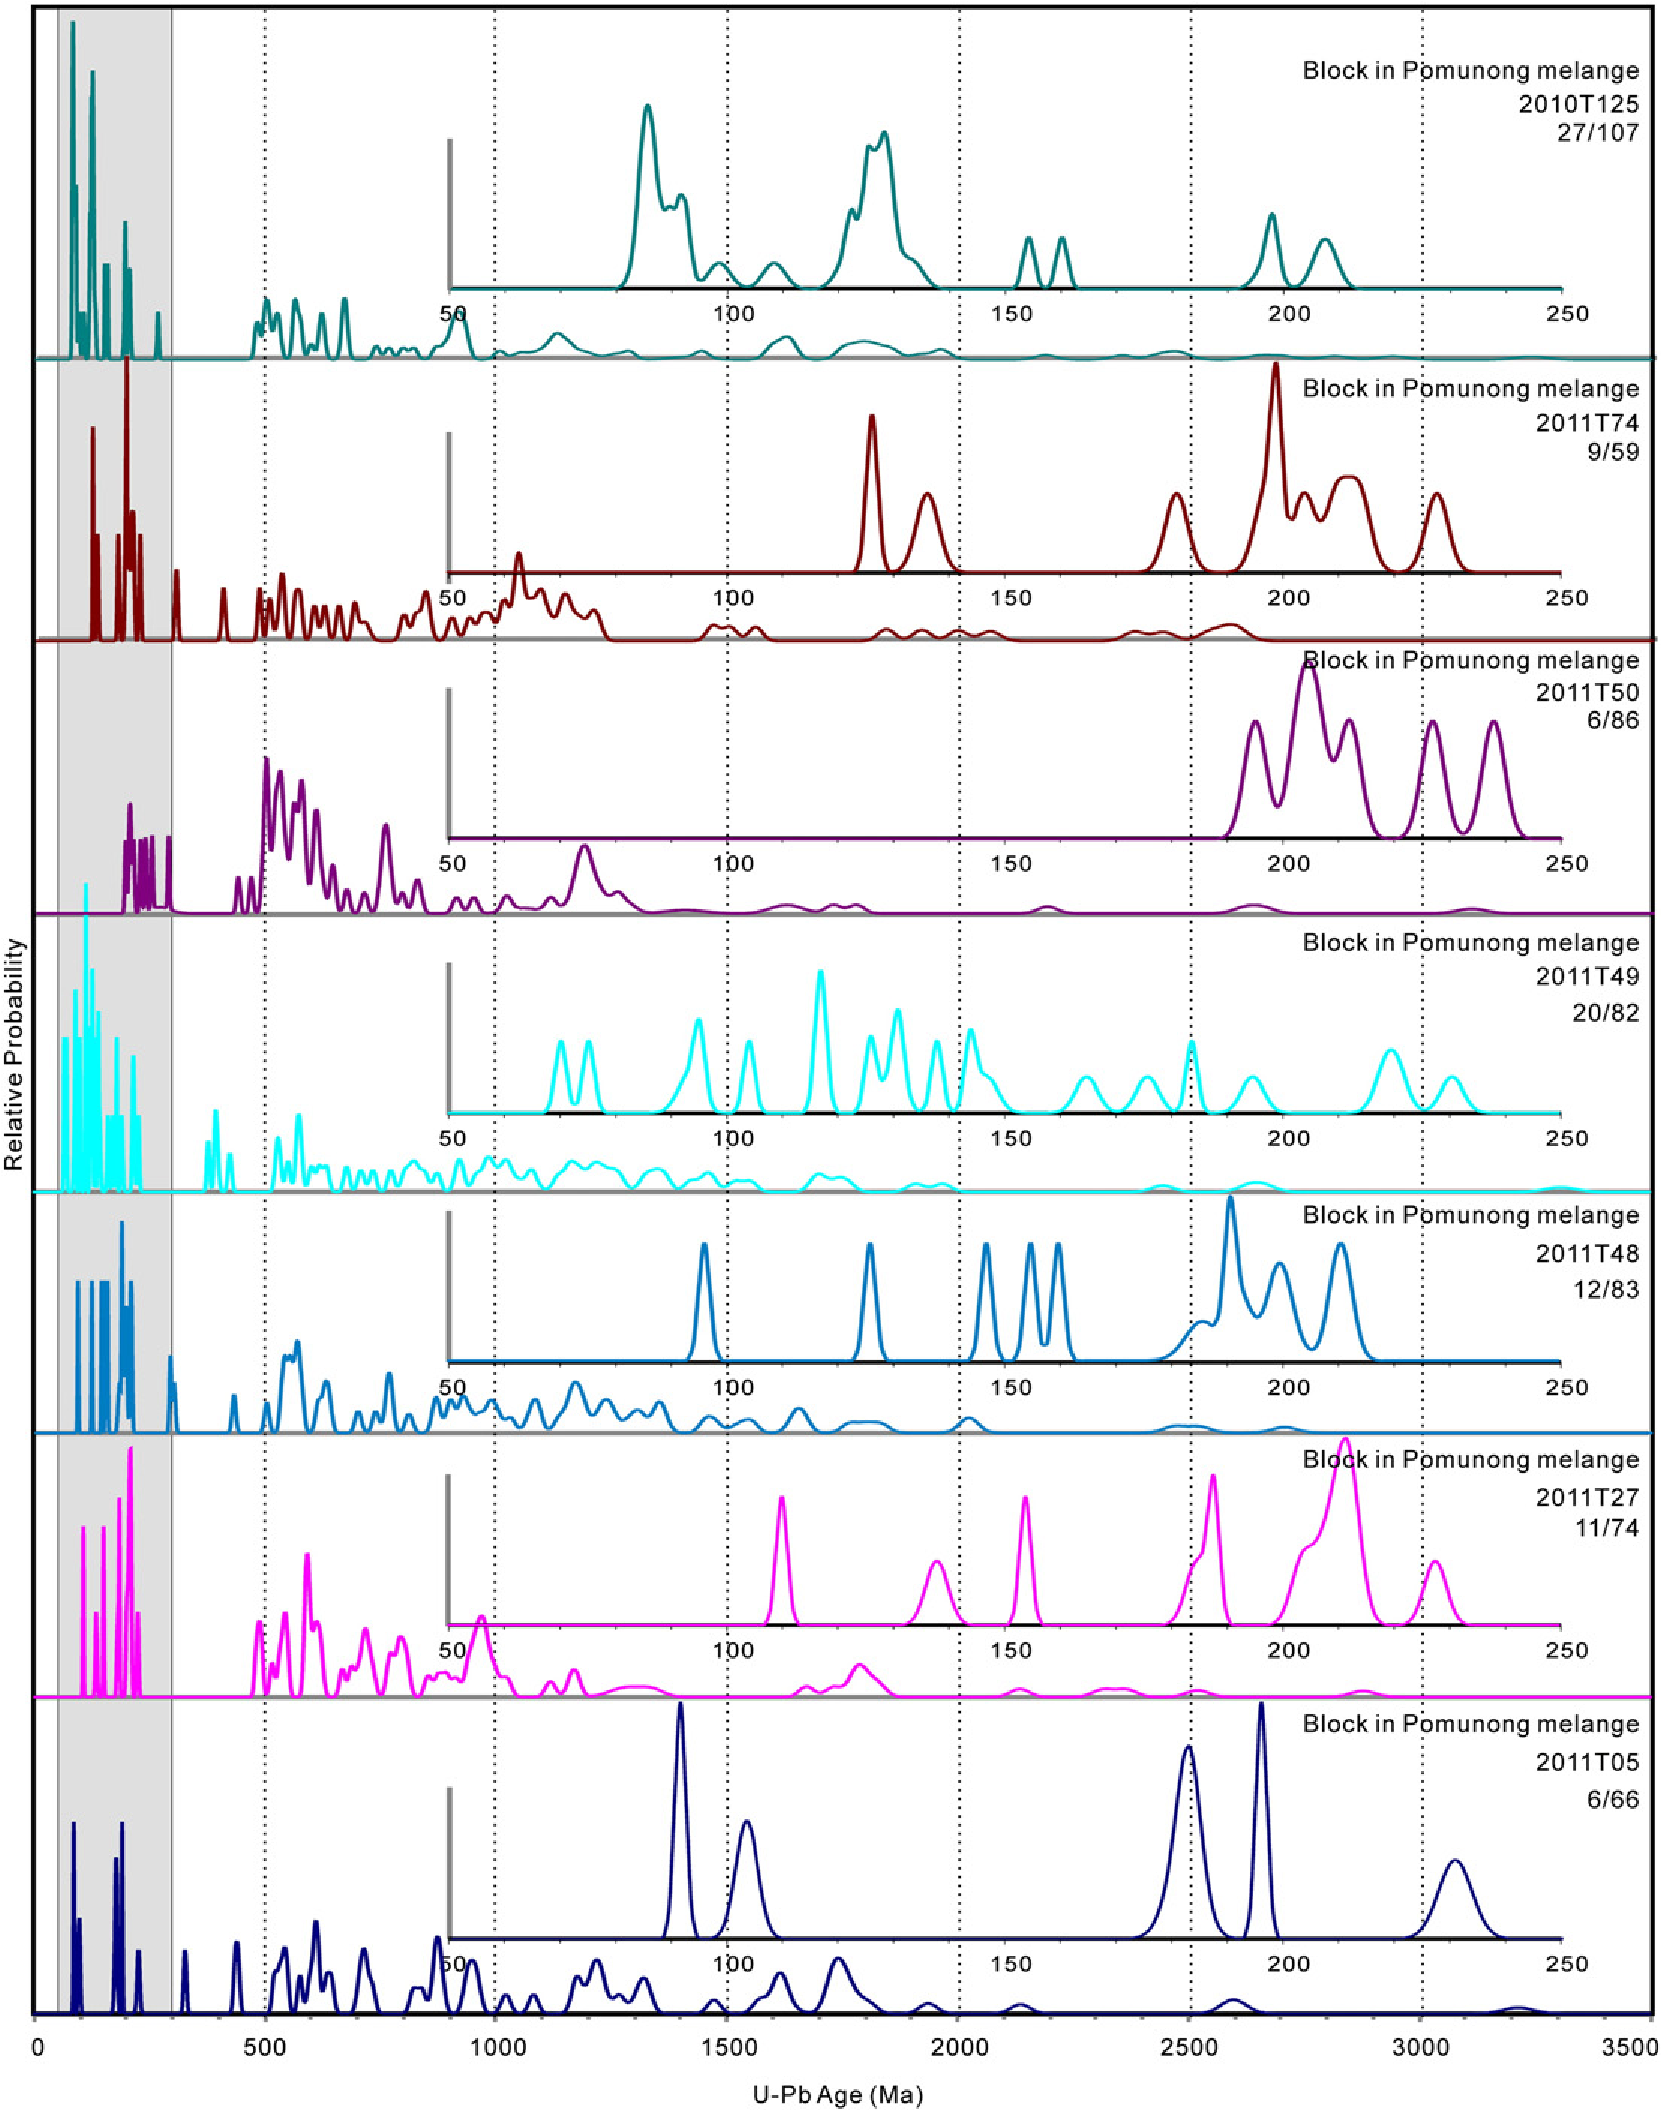 Block in Pomunong melange
2010T125
27/107
50 100 150 200 250
Block in Pomunong melange
2011T74
9/59
50 100 150 200 250
Block in Pomunong melange
2011T50
6/86
50 100 150 200 250
Block in Pomunong melange
2011T49
20/82
50 100 150 200 250
Block in Pomunong melange
2011T48
12/83
50 100 150 200 250
Block in Pomunong melange
2011T27
11/74
50 100 150 200 250
Block in Pomunong melange
2011T05
6/66
50 100 150 200 250
0 500 1000 1500 2000 2500 3000 3500
U-Pb Age (Ma)
Relative Probability